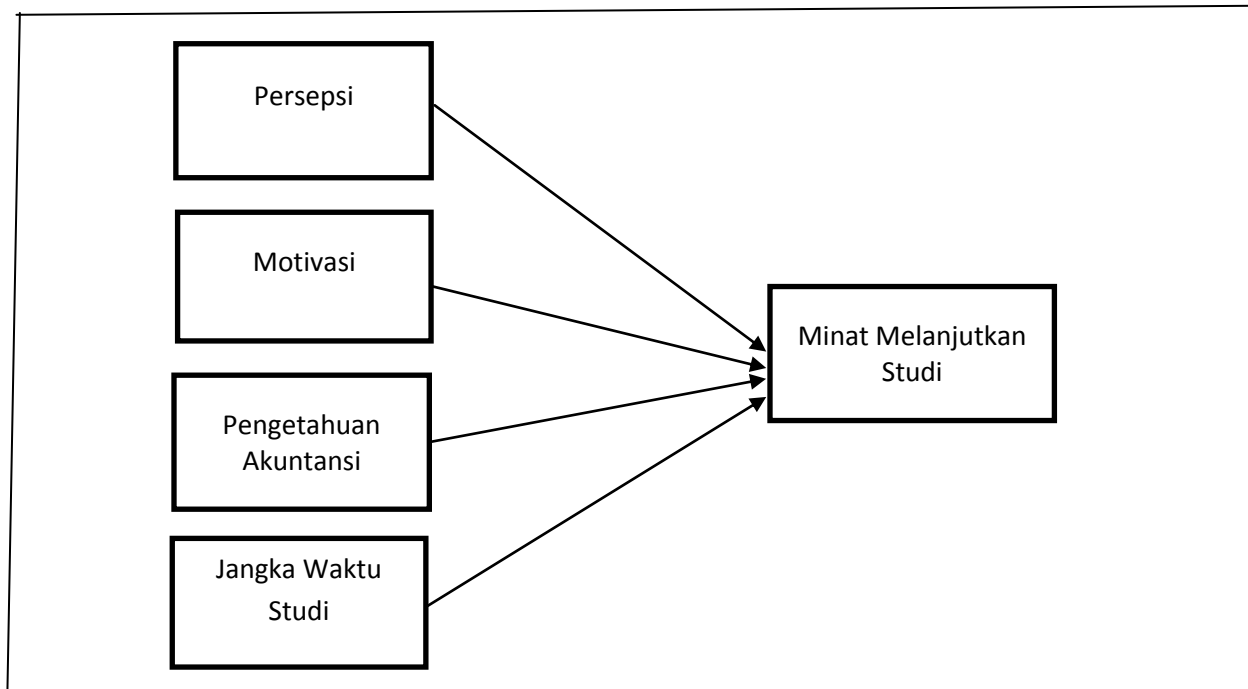 Persepsi
Motivasi
Pengetahuan
Akuntansi
Jangka Waktu
Studi
Minat Melanjutkan
Studi